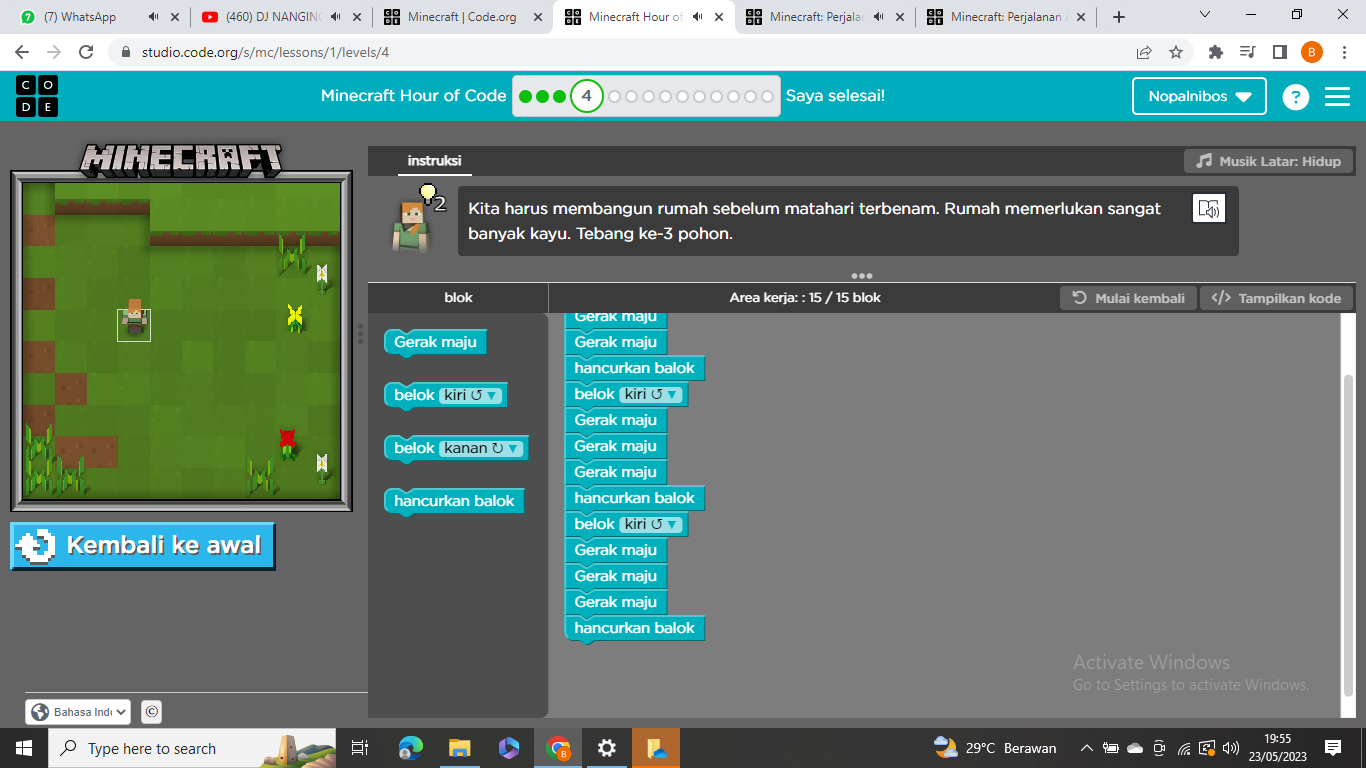 (7) WhatsApp
(460) DJ NANGING
Minecraft | Code.org
Minecraft Hour of
Minecraft: Perjalan
Minecraft: Perjalanan
studio.code.org/s/mc/lessons/1/levels/4
B
C O D E
Minecraft Hour of Code
4
Saya selesai!
Nopalnibos
?
MINECRAFT
instruksi
Musik Latar: Hidup
2
Kita harus membangun rumah sebelum matahari terbenam. Rumah memerlukan sangat
banyak kayu. Tebang ke-3 pohon.
blok
Area kerja: : 15 / 15 blok
Mulai kembali
Tampilkan kode
Gerak maju
belok kiri
belok kanan
hancurkan balok
Gerak maju
Gerak maju
hancurkan balok
belok kiri
Gerak maju
Gerak maju
Gerak maju
hancurkan balok
belok kiri
Gerak maju
Gerak maju
Gerak maju
hancurkan balok
Kembali ke awal
Activate Windows
Go to Settings to activate Windows.
Bahasa Ind
©
Type here to search
B
29°C Berawan
19:55
23/05/2023